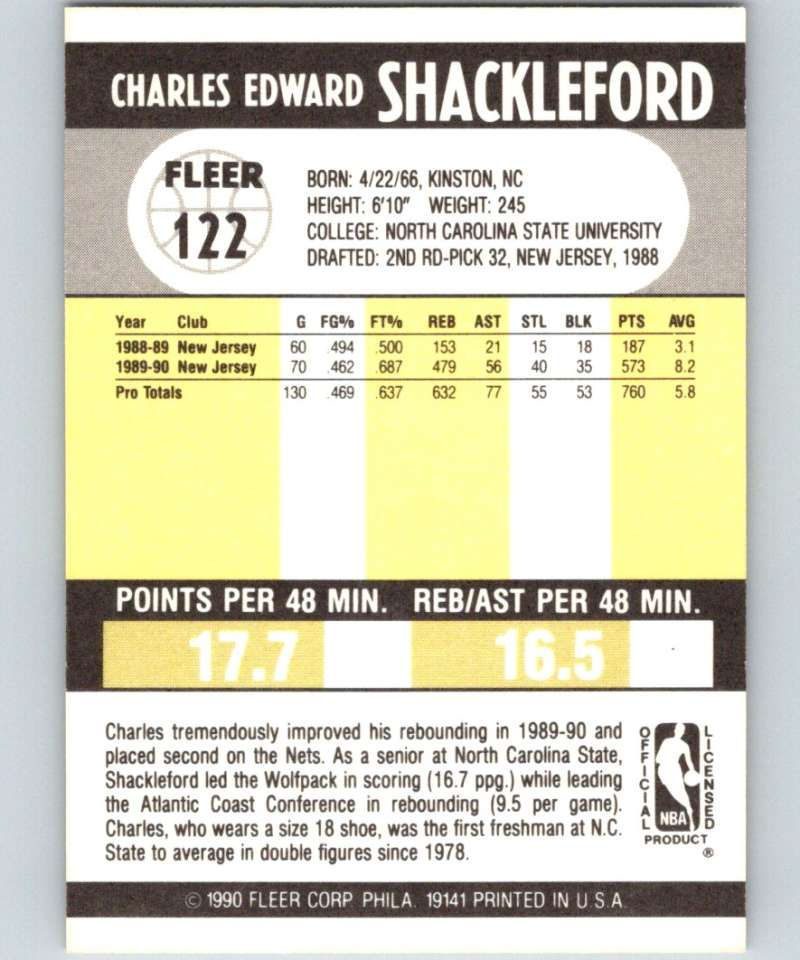 CHARLES EDWARD SHACKLEFORD
FLEER
122
BORN: 4/22/66, KINSTON, NC
HEIGHT: 6'10" WEIGHT: 245
COLLEGE: NORTH CAROLINA STATE UNIVERSITY
DRAFTED: 2ND RD-PICK 32, NEW JERSEY, 1988
Year Club G FG% FT% REB AST STL BLK PTS AVG
1988-89 New Jersey 60 .494 .500 153 21 15 18 187 3.1
1989-90 New Jersey 70 .462 .687 479 56 40 35 573 8.2
Pro Totals 130 .469 .637 632 77 55 53 760 5.8
POINTS PER 48 MIN. REB/AST PER 48 MIN.
17.7 16.5
Charles tremendously improved his rebounding in 1989-90 and
placed second on the Nets. As a senior at North Carolina State,
Shackleford led the Wolfpack in scoring (16.7 ppg.) while leading
the Atlantic Coast Conference in rebounding (9.5 per game).
Charles, who wears a size 18 shoe, was the first freshman at N.C.
State to average in double figures since 1978.
OFFICIAL
LICENSED
NBA
PRODUCT
®
© 1990 FLEER CORP. PHILA. 19141 PRINTED IN U.S.A.